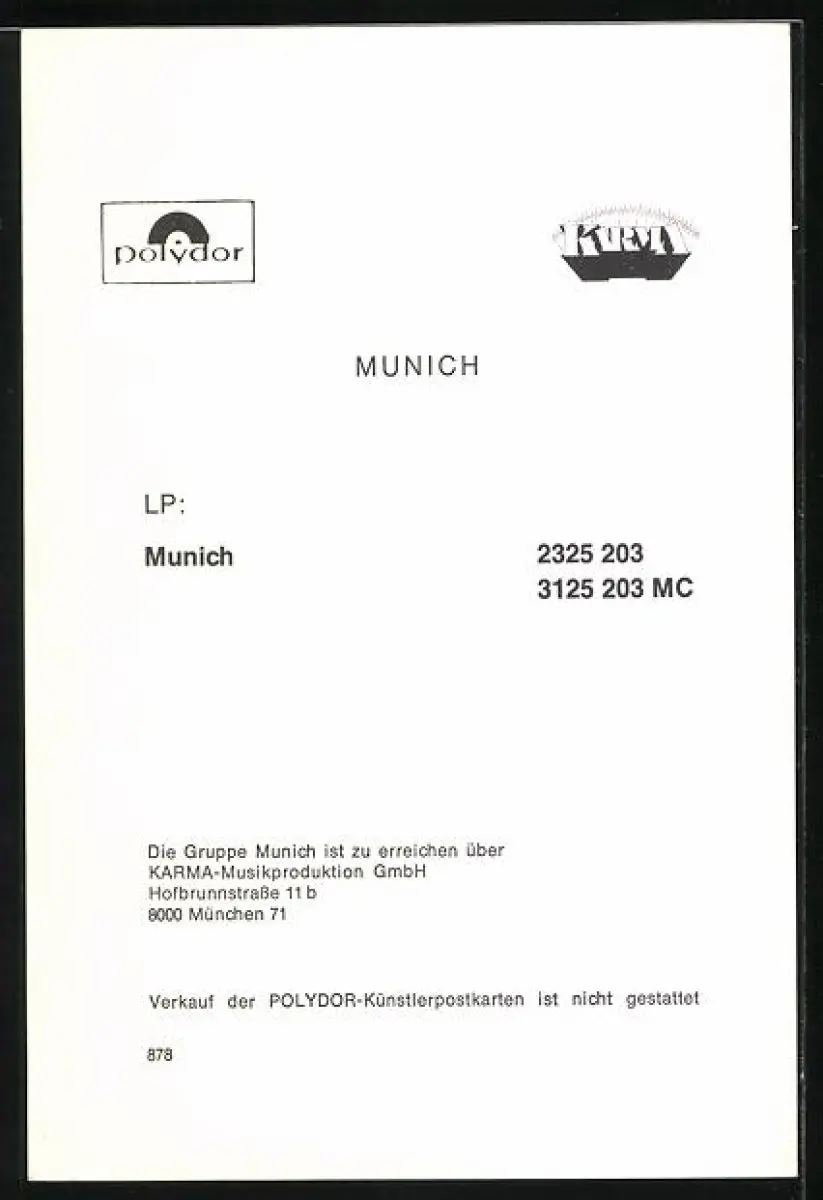 polydor
KARMA
MUNICH
LP:
Munich 2325 203
3125 203 MC
Die Gruppe Munich ist zu erreichen über
KARMA-Musikproduktion GmbH
Hofbrunnstraße 11 b
8000 München 71
Verkauf der POLYDOR-Künstlerpostkarten ist nicht gestattet
878